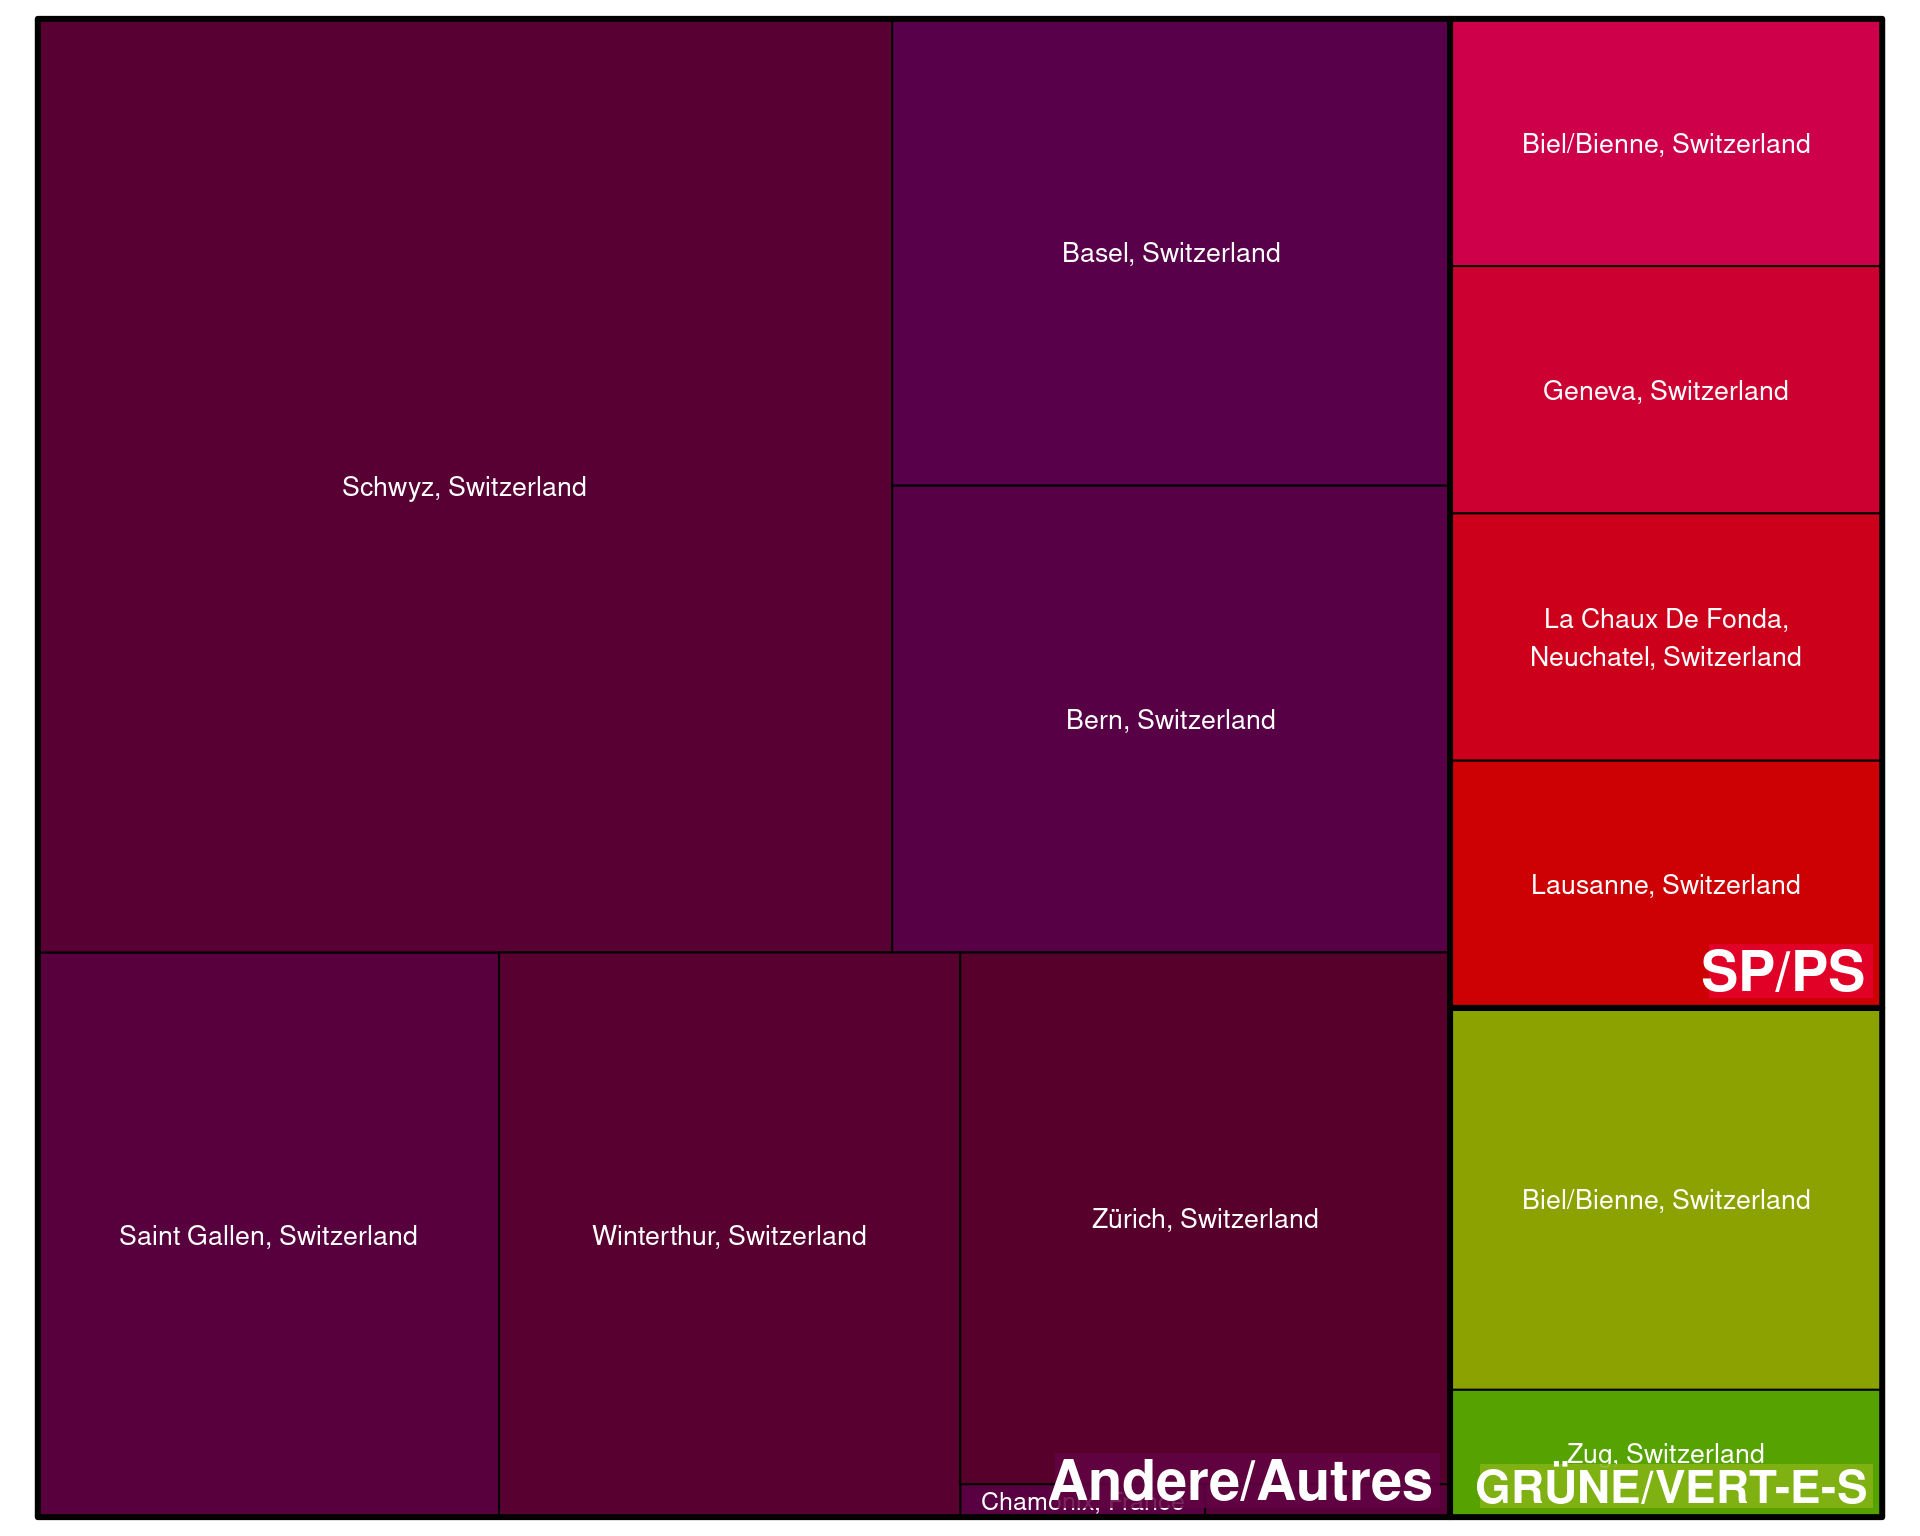 Schwyz, Switzerland
Basel, Switzerland
Bern, Switzerland
Saint Gallen, Switzerland
Winterthur, Switzerland
Zürich, Switzerland
Chamonix, France
Andere/Autres
Biel/Bienne, Switzerland
Geneva, Switzerland
La Chaux De Fonda,
Neuchatel, Switzerland
Lausanne, Switzerland
SP/PS
Biel/Bienne, Switzerland
Zug, Switzerland
GRÜNE/VERT-E-S